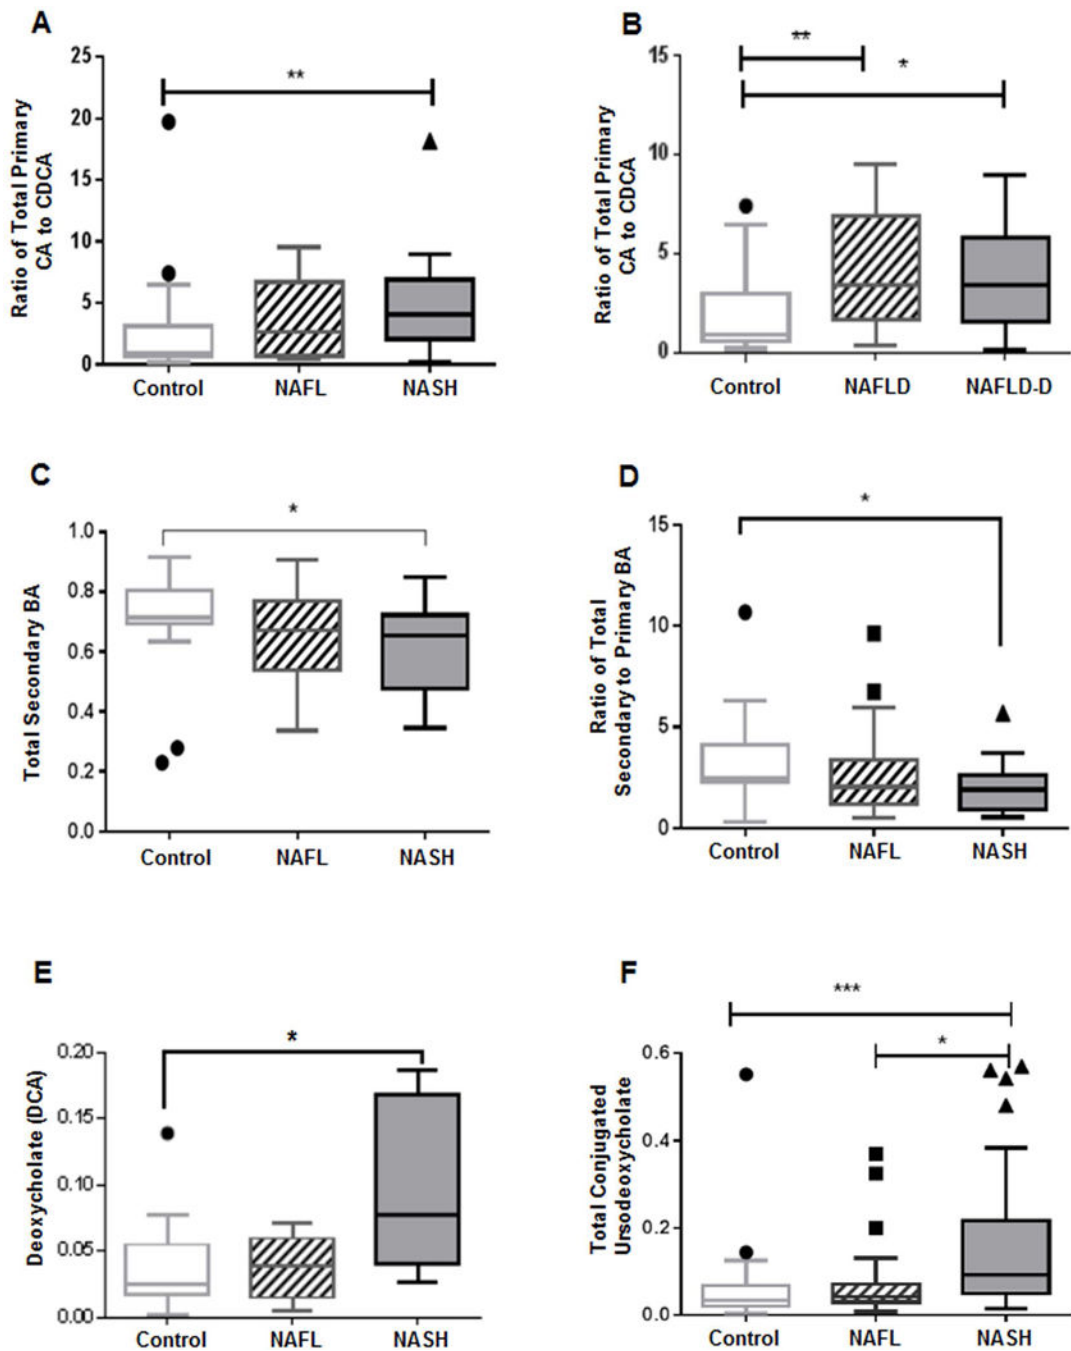 A
Ratio of Total Primary
CA to CDCA
25
20
15
10
5
0
**
Control
NAFL
NASH
B
Ratio of Total Primary
CA to CDCA
15
10
5
0
**
*
Control
NAFLD
NAFLD-D
C
Total Secondary BA
1.0
0.8
0.6
0.4
0.2
0.0
*
Control
NAFL
NASH
D
Ratio of Total
Secondary to Primary BA
15
10
5
0
*
Control
NAFL
NASH
E
Deoxycholate (DCA)
0.20
0.15
0.10
0.05
0.00
*
Control
NAFL
NASH
F
Total Conjugated
Ursodeoxycholate
0.6
0.4
0.2
0.0
***
*
Control
NAFL
NASH